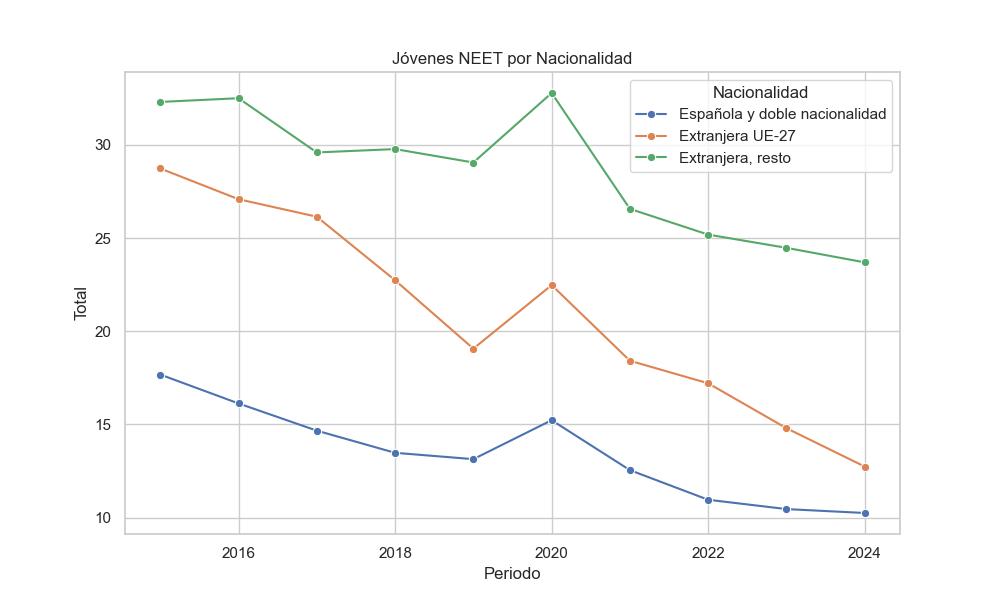 Jóvenes NEET por Nacionalidad
Nacionalidad
Española y doble nacionalidad
Extranjera UE-27
Extranjera, resto
Total
30
25
20
15
10
2016
2018
2020
2022
2024
Periodo